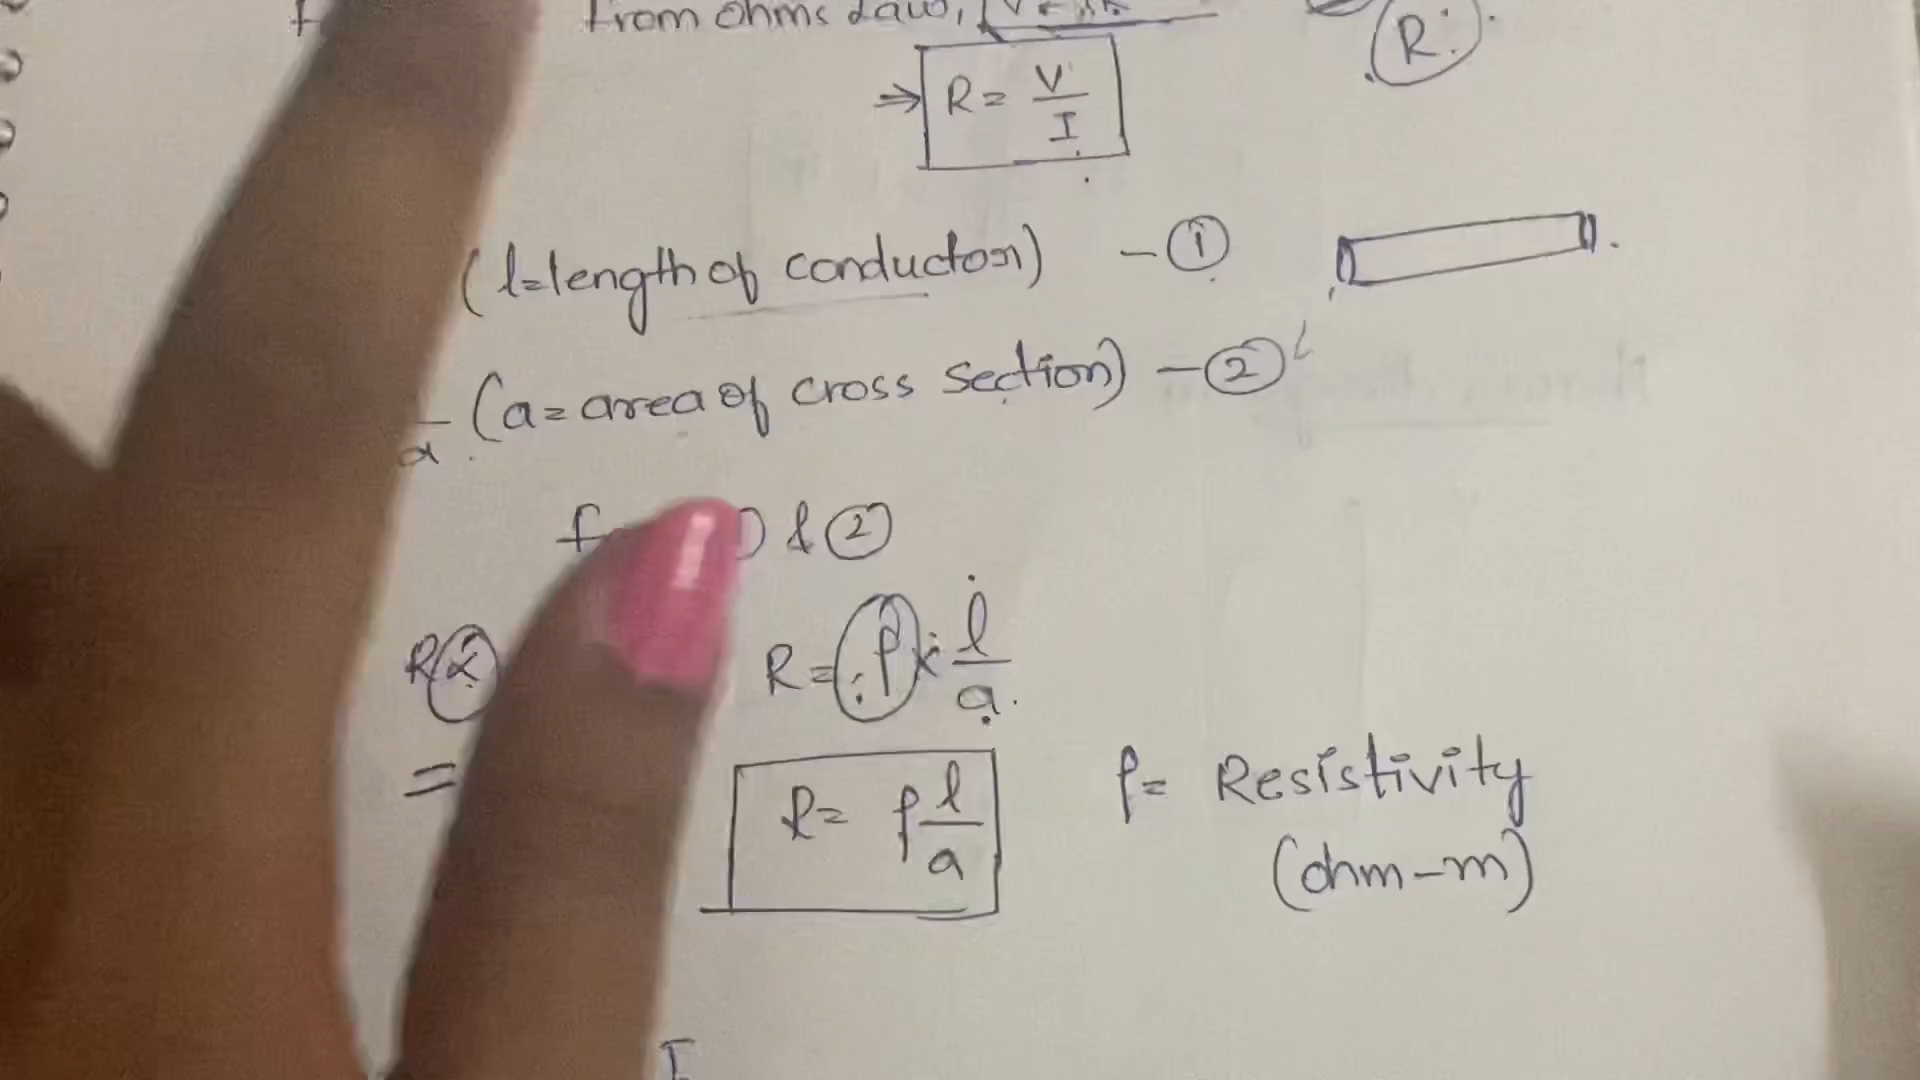 From ohms Law,
R:
⇒ R = V/I
(l = length of conductor) - ①
(a = area of cross section) - ②
a
& ②
R ∝ R = ρ × l/a
=
R = ρ l/a ρ = Resistivity
(ohm-m)